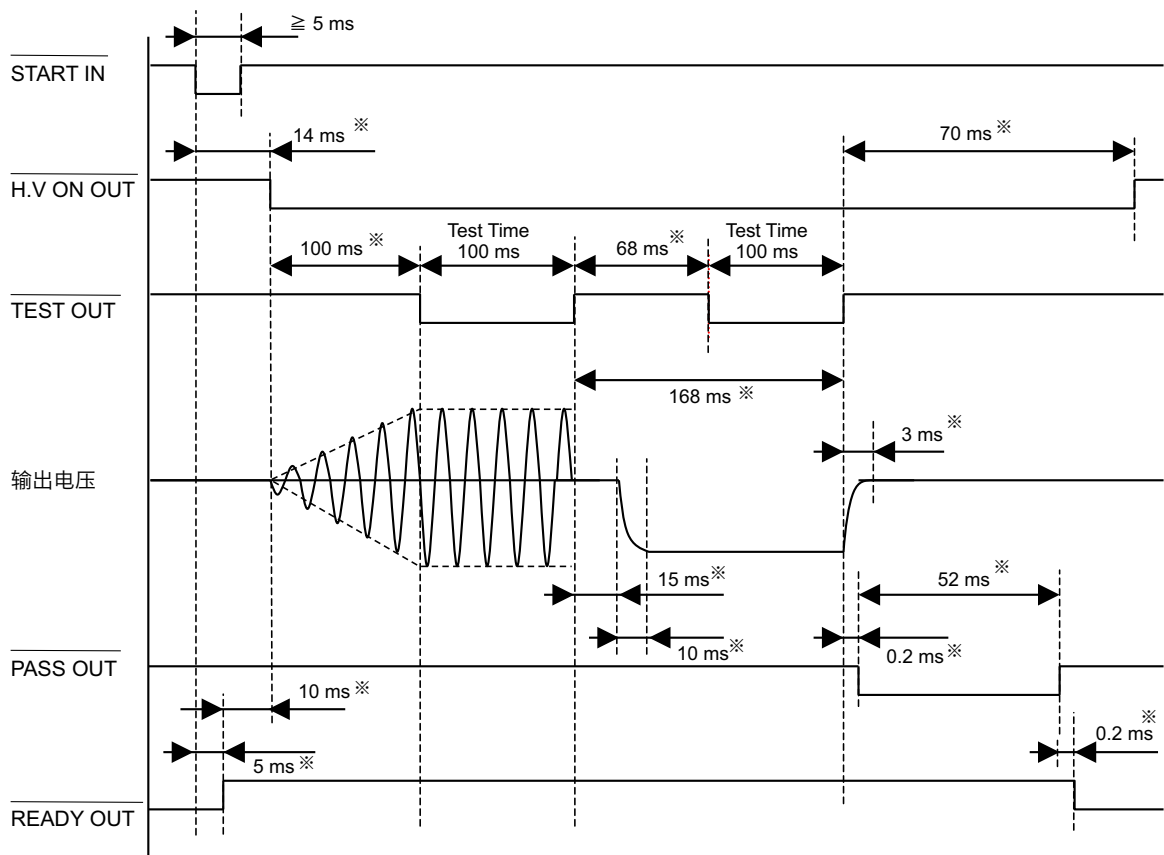 ≧ 5 ms
START IN
14 ms ※
70 ms ※
H.V ON OUT
100 ms ※
Test Time
100 ms
68 ms ※
Test Time
100 ms
TEST OUT
168 ms ※
3 ms ※
输出电压
15 ms ※
52 ms ※
10 ms ※
0.2 ms ※
PASS OUT
10 ms ※
0.2 ms ※
5 ms ※
READY OUT